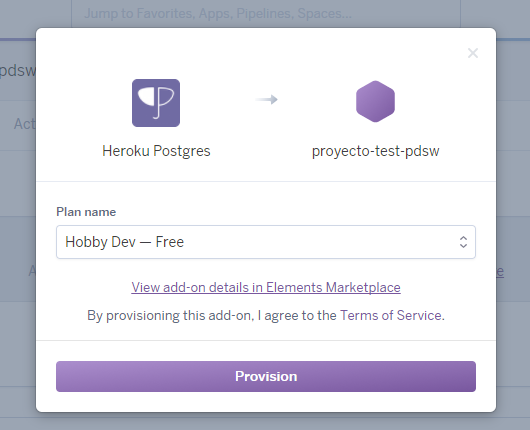 Jump to Favorites, Apps, Pipelines, Spaces...
pdsw
Act
Heroku Postgres
proyecto-test-pdsw
Plan name
Hobby Dev — Free
View add-on details in Elements Marketplace
By provisioning this add-on, I agree to the Terms of Service.
Provision